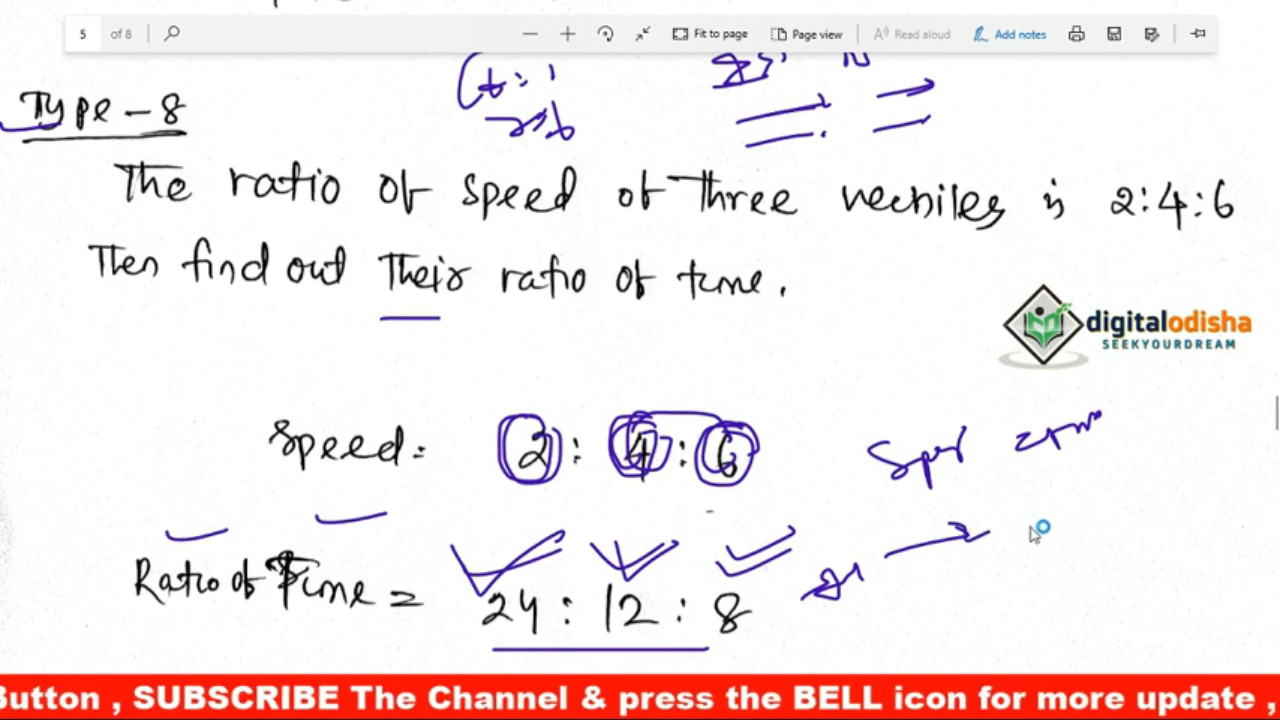 5 of 8 Fit to page Page view Read aloud Add notes
Type - 8
The ratio of speed of Three vechiles is 2:4:6
Then find out Their ratio of time.
digitalodisha
SEEKYOURDREAM
Speed = 2 : 4 : 6
Ratio of Time = 24 : 12 : 8
Button , SUBSCRIBE The Channel & press the BELL icon for more update ,